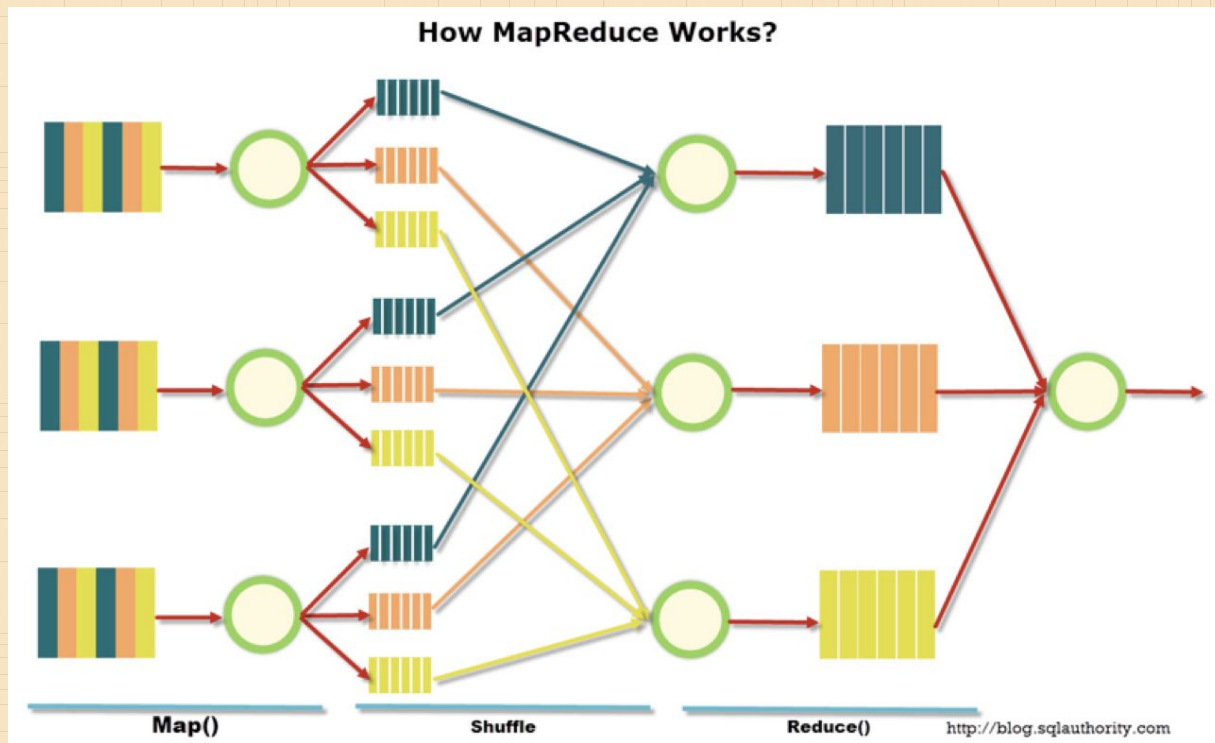 How MapReduce Works?
Map()
Shuffle
Reduce()
http://blog.sqlauthority.com